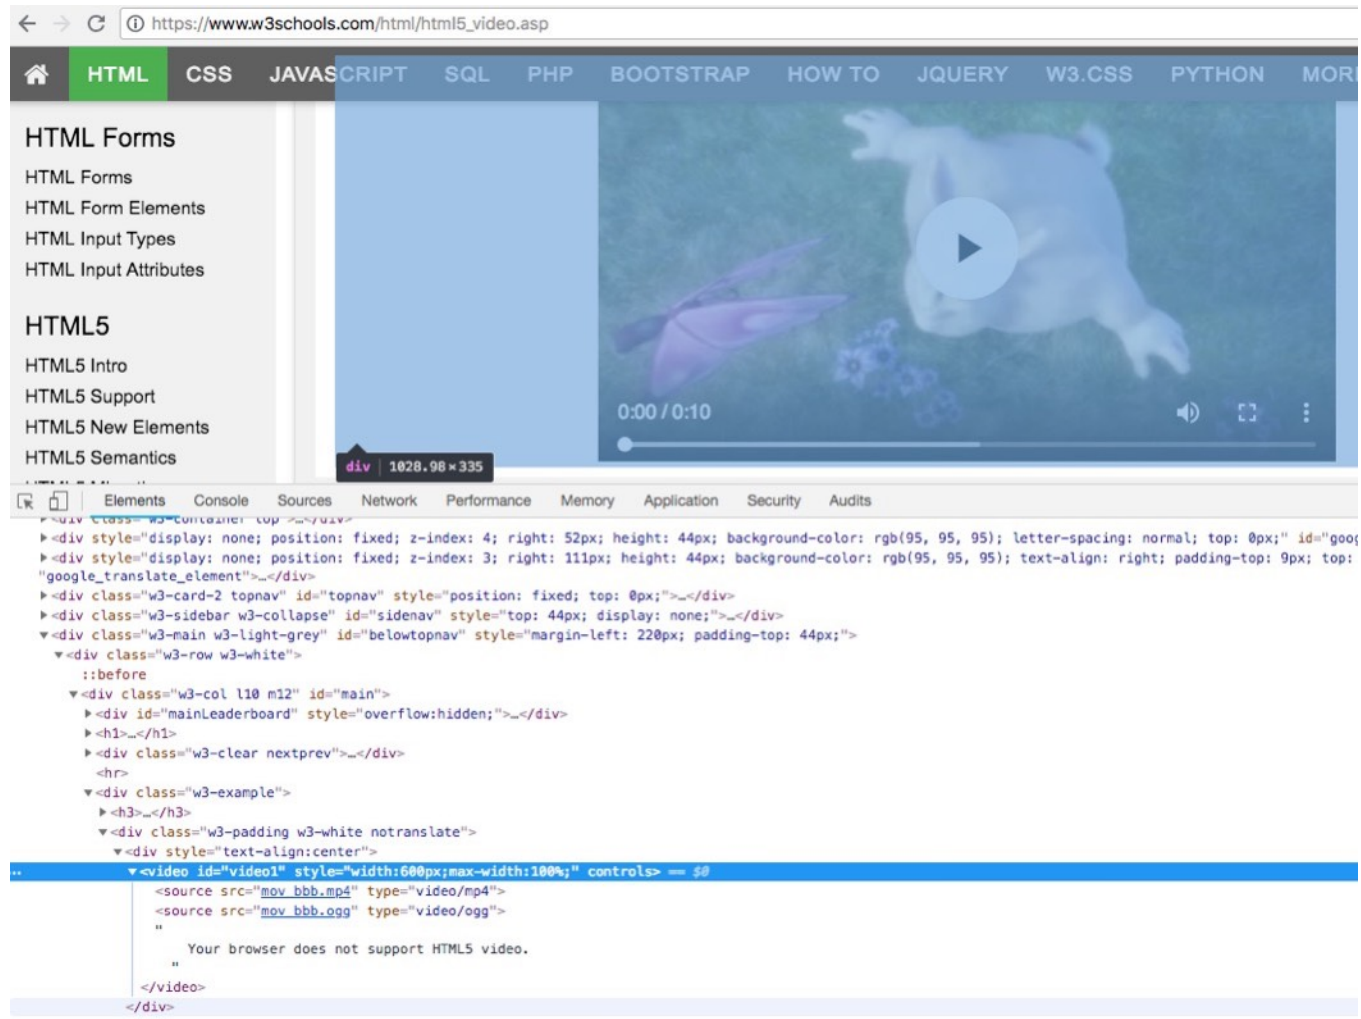 https://www.w3schools.com/html/html5_video.asp
HTML CSS JAVASCRIPT SQL PHP BOOTSTRAP HOW TO JQUERY W3.CSS PYTHON MORE
HTML Forms
HTML Forms
HTML Form Elements
HTML Input Types
HTML Input Attributes
HTML5
HTML5 Intro
HTML5 Support
HTML5 New Elements
HTML5 Semantics
0:00 / 0:10
div 1028.98×335
Elements Console Sources Network Performance Memory Application Security Audits
▶<div class="w3-container top">…</div>
▶<div style="display: none; position: fixed; z-index: 4; right: 52px; height: 44px; background-color: rgb(95, 95, 95); letter-spacing: normal; top: 0px;" id="goog
▶<div style="display: none; position: fixed; z-index: 3; right: 111px; height: 44px; background-color: rgb(95, 95, 95); text-align: right; padding-top: 9px; top:
"google_translate_element">…</div>
▶<div class="w3-card-2 topnav" id="topnav" style="position: fixed; top: 0px;">…</div>
▶<div class="w3-sidebar w3-collapse" id="sidenav" style="top: 44px; display: none;">…</div>
▼<div class="w3-main w3-light-grey" id="belowtopnav" style="margin-left: 220px; padding-top: 44px;">
▼<div class="w3-row w3-white">
::before
▼<div class="w3-col l10 m12" id="main">
▶<div id="mainLeaderboard" style="overflow:hidden;">…</div>
▶<h1>…</h1>
▶<div class="w3-clear nextprev">…</div>
<hr>
▼<div class="w3-example">
▶<h3>…</h3>
▼<div class="w3-padding w3-white notranslate">
▼<div style="text-align:center">
… ▼<video id="video1" style="width:600px;max-width:100%;" controls> == $0
<source src="mov_bbb.mp4" type="video/mp4">
<source src="mov_bbb.ogg" type="video/ogg">
"
Your browser does not support HTML5 video.
"
</video>
</div>